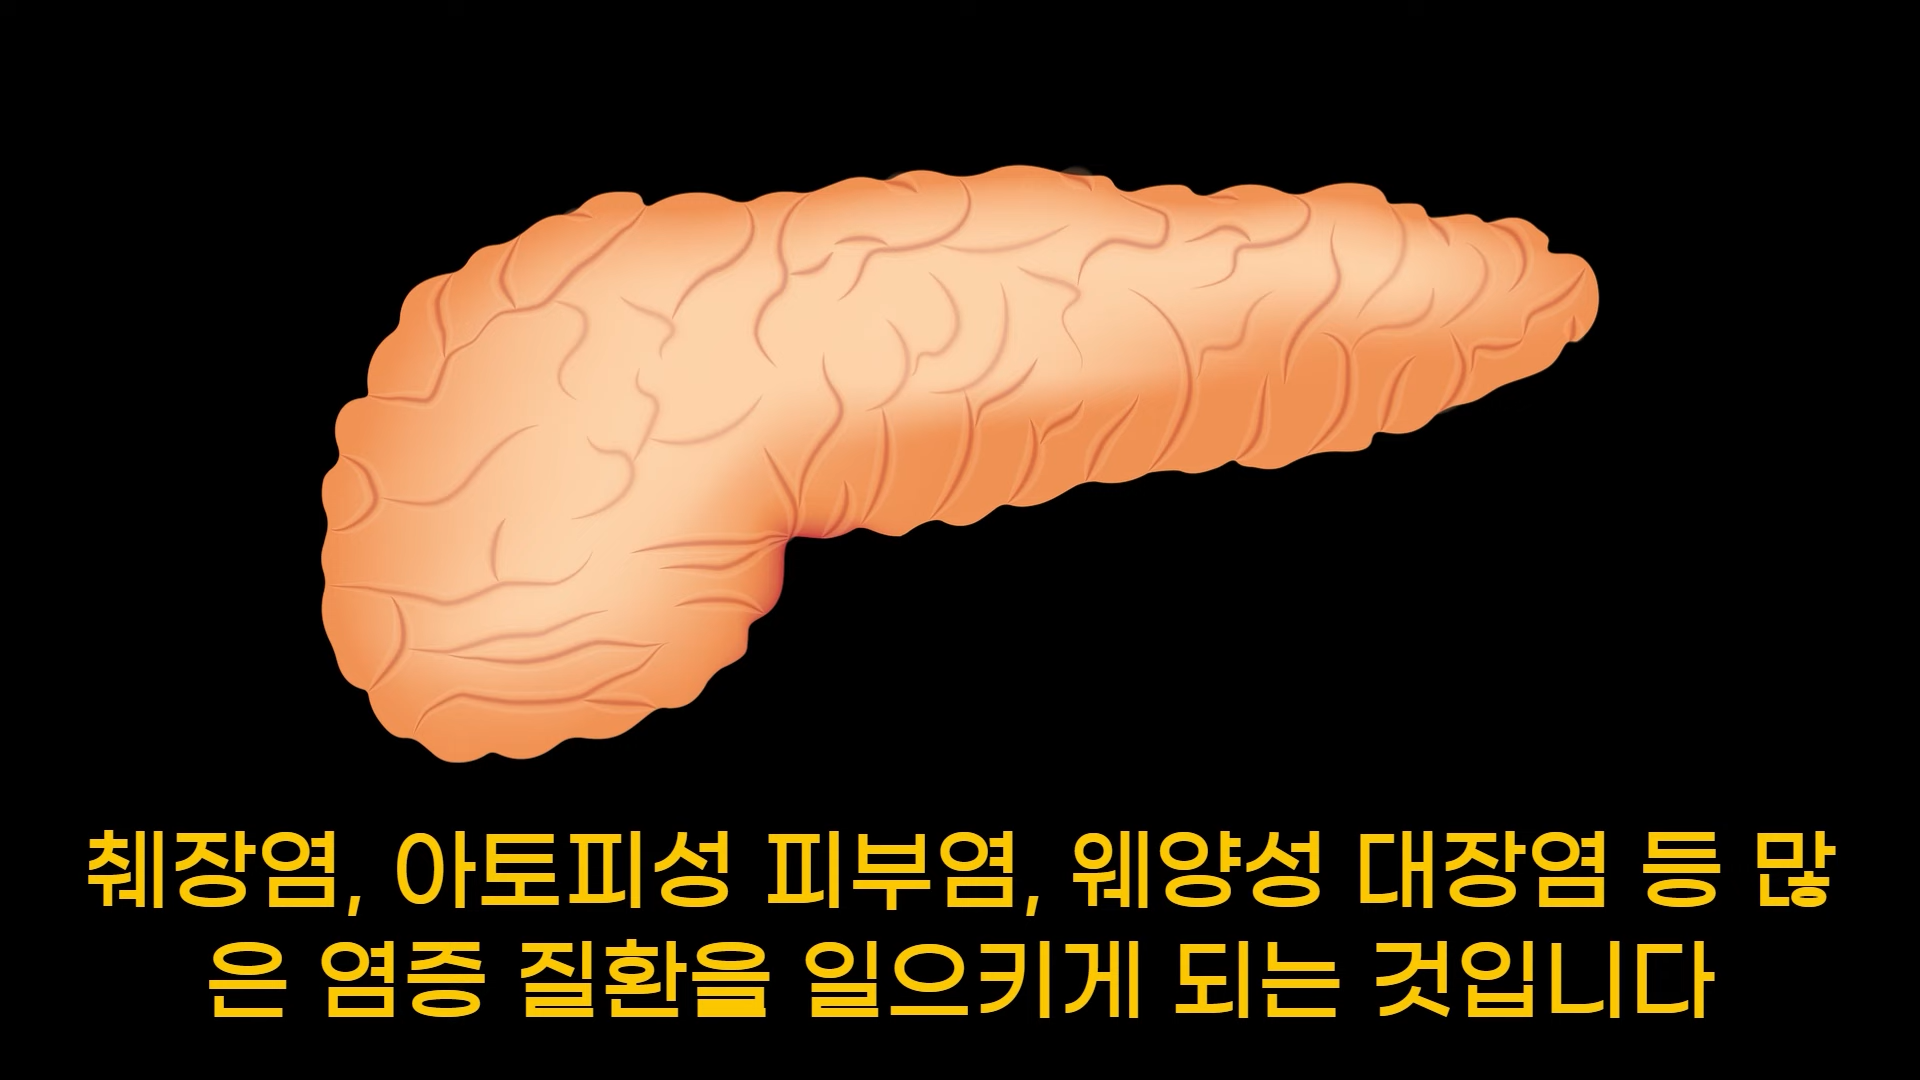 췌장염, 아토피성 피부염, 웨양성 대장염 등 많
은 염증 질환을 일으키게 되는 것입니다